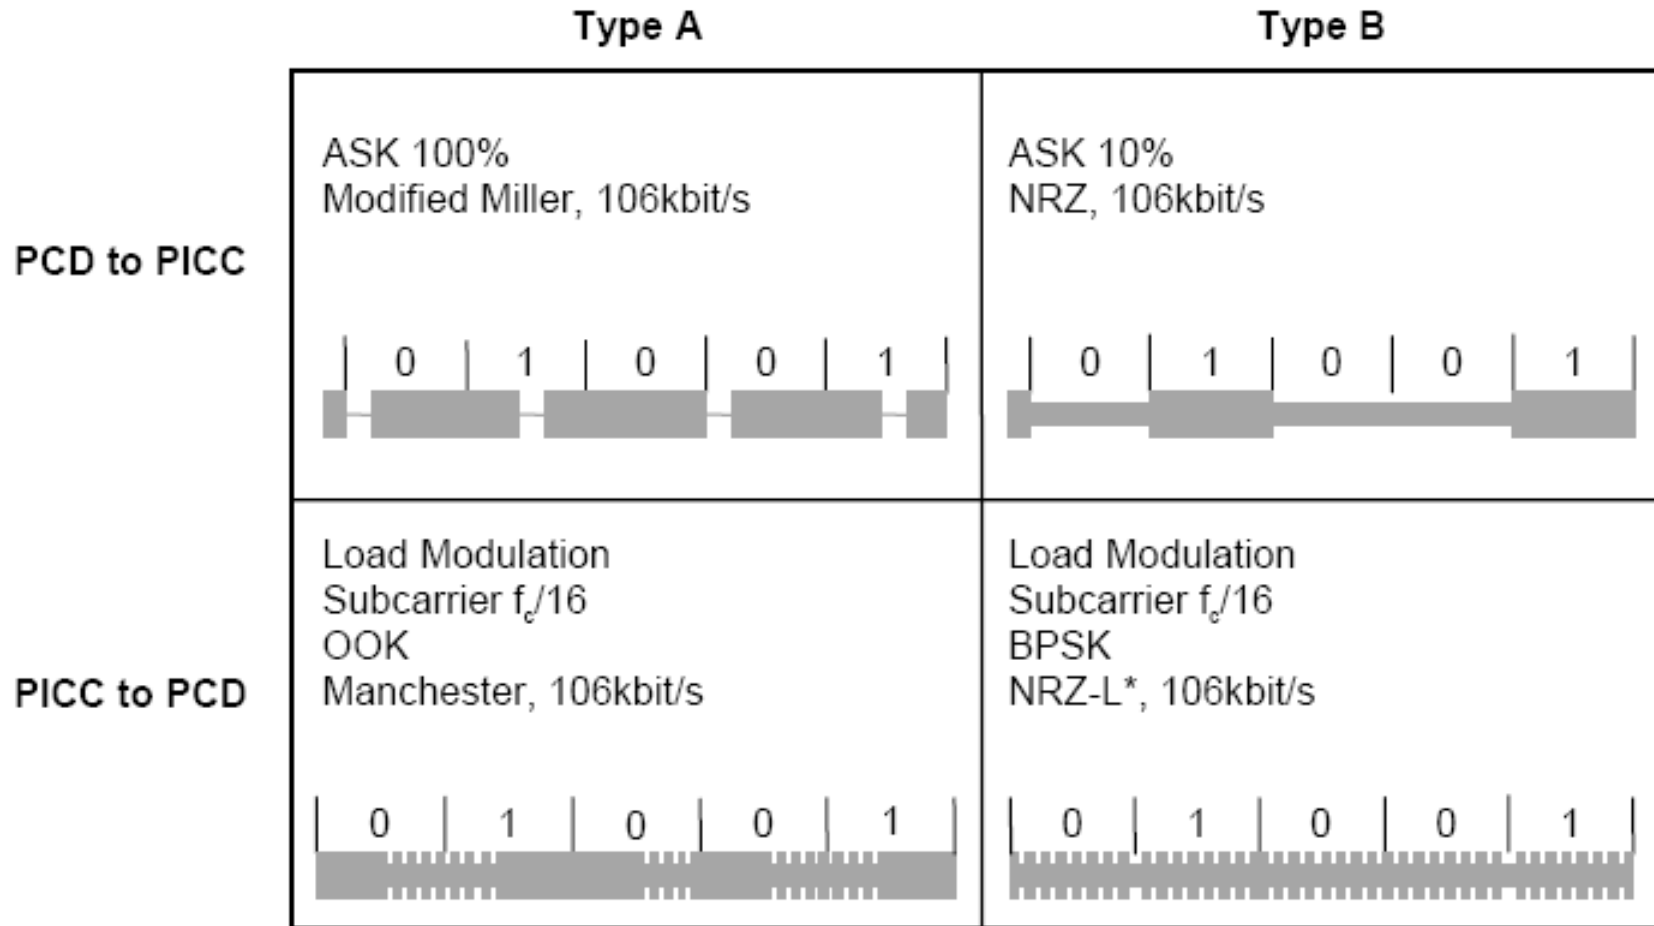 Type A
Type B
PCD to PICC
ASK 100%
Modified Miller, 106kbit/s
0 1 0 0 1
ASK 10%
NRZ, 106kbit/s
0 1 0 0 1
PICC to PCD
Load Modulation
Subcarrier fc/16
OOK
Manchester, 106kbit/s
0 1 0 0 1
Load Modulation
Subcarrier fc/16
BPSK
NRZ-L*, 106kbit/s
0 1 0 0 1